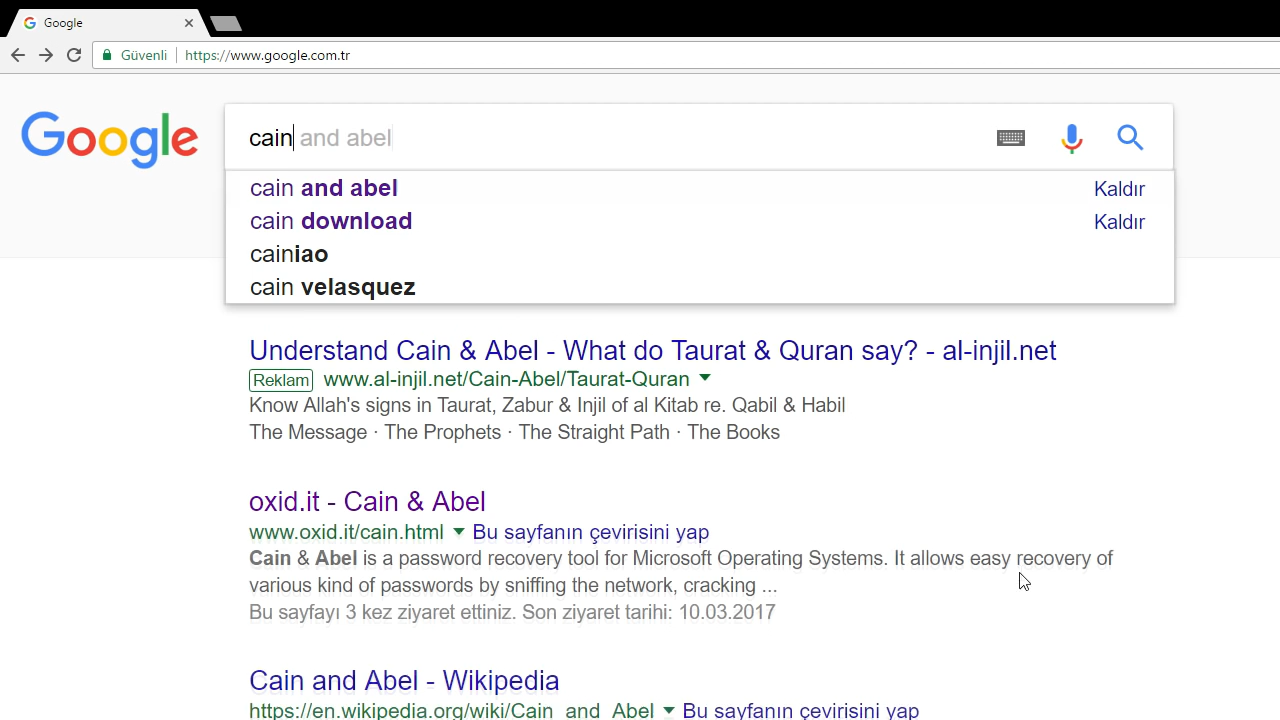 Google
Güvenli https://www.google.com.tr
Google
cain and abel
cain and abel Kaldır
cain download Kaldır
cainiao
cain velasquez
Understand Cain & Abel - What do Taurat & Quran say? - al-injil.net
Reklam www.al-injil.net/Cain-Abel/Taurat-Quran
Know Allah's signs in Taurat, Zabur & Injil of al Kitab re. Qabil & Habil
The Message · The Prophets · The Straight Path · The Books
oxid.it - Cain & Abel
www.oxid.it/cain.html Bu sayfanın çevirisini yap
Cain & Abel is a password recovery tool for Microsoft Operating Systems. It allows easy recovery of
various kind of passwords by sniffing the network, cracking ...
Bu sayfayı 3 kez ziyaret ettiniz. Son ziyaret tarihi: 10.03.2017
Cain and Abel - Wikipedia
https://en.wikipedia.org/wiki/Cain_and_Abel Bu sayfanın çevirisini yap